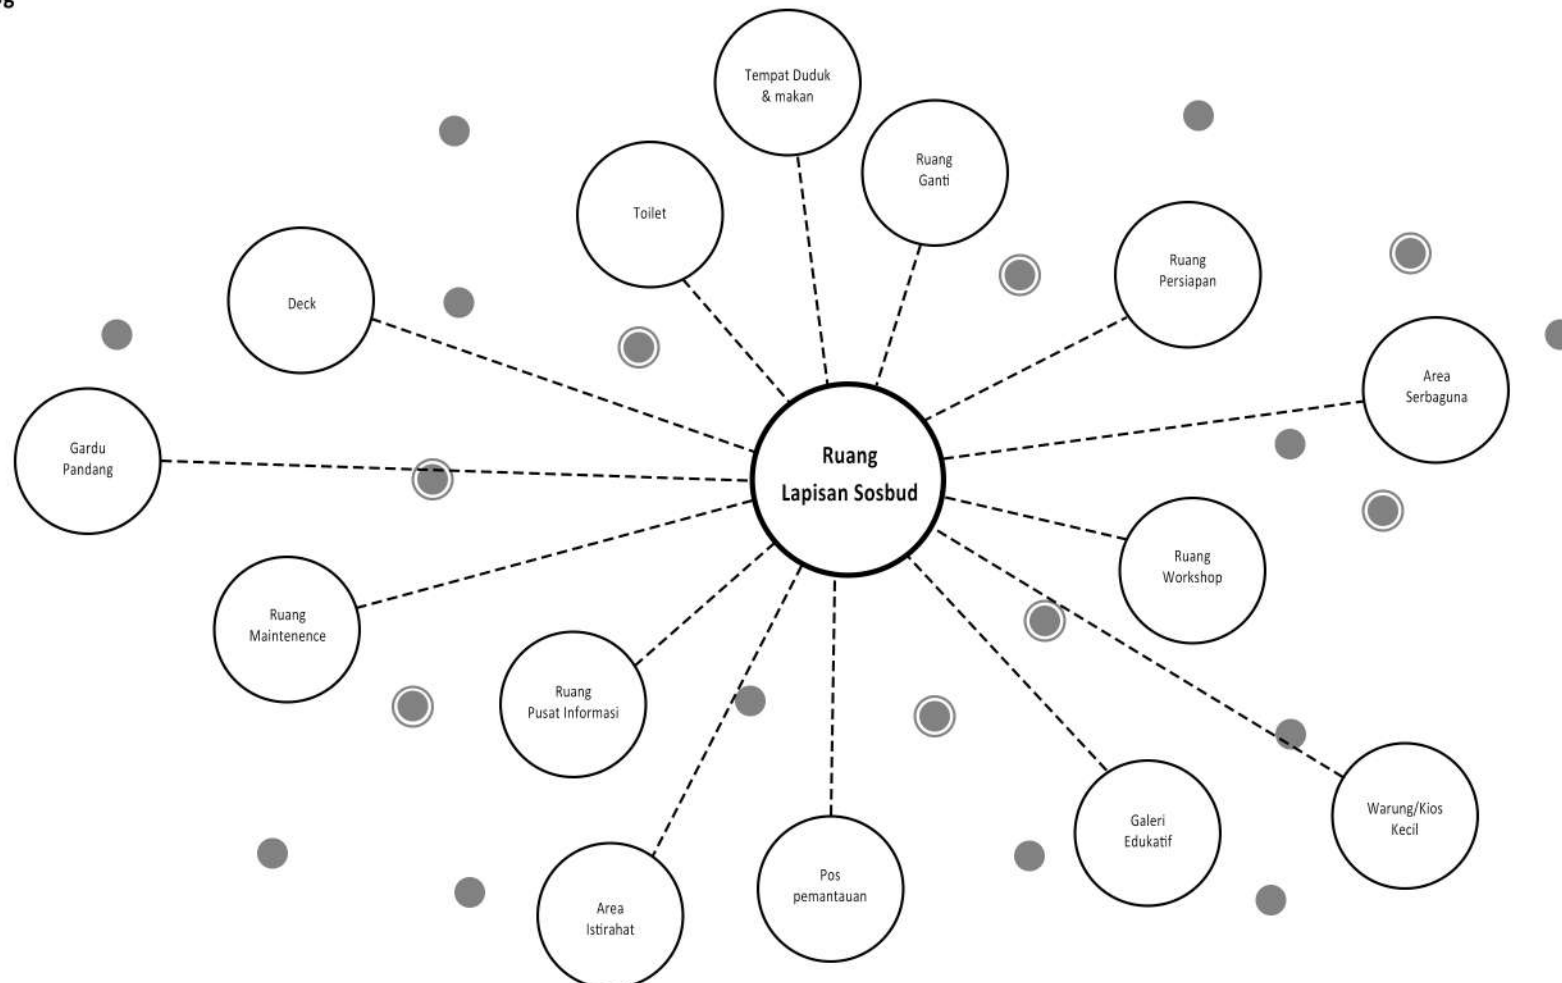 Tempat Duduk
& makan
Ruang
Ganti
Toilet
Ruang
Persiapan
Deck
Area
Serbaguna
Gardu
Pandang
Ruang
Lapisan Sosbud
Ruang
Workshop
Ruang
Maintenence
Ruang
Pusat Informasi
Warung/Kios
Kecil
Galeri
Edukatif
Pos
pemantauan
Area
Istirahat